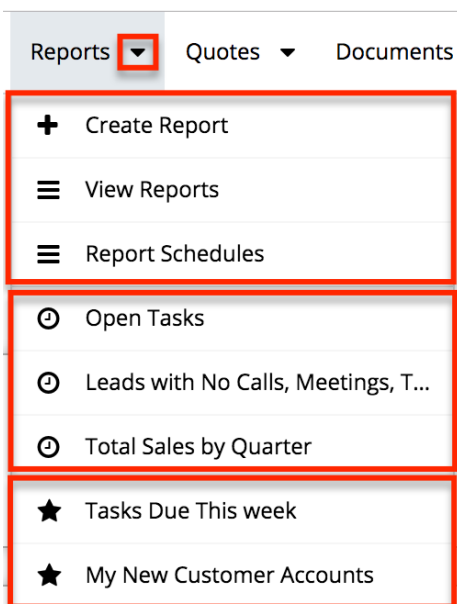 Reports Quotes Documents
Create Report
View Reports
Report Schedules
Open Tasks
Leads with No Calls, Meetings, T...
Total Sales by Quarter
Tasks Due This week
My New Customer Accounts